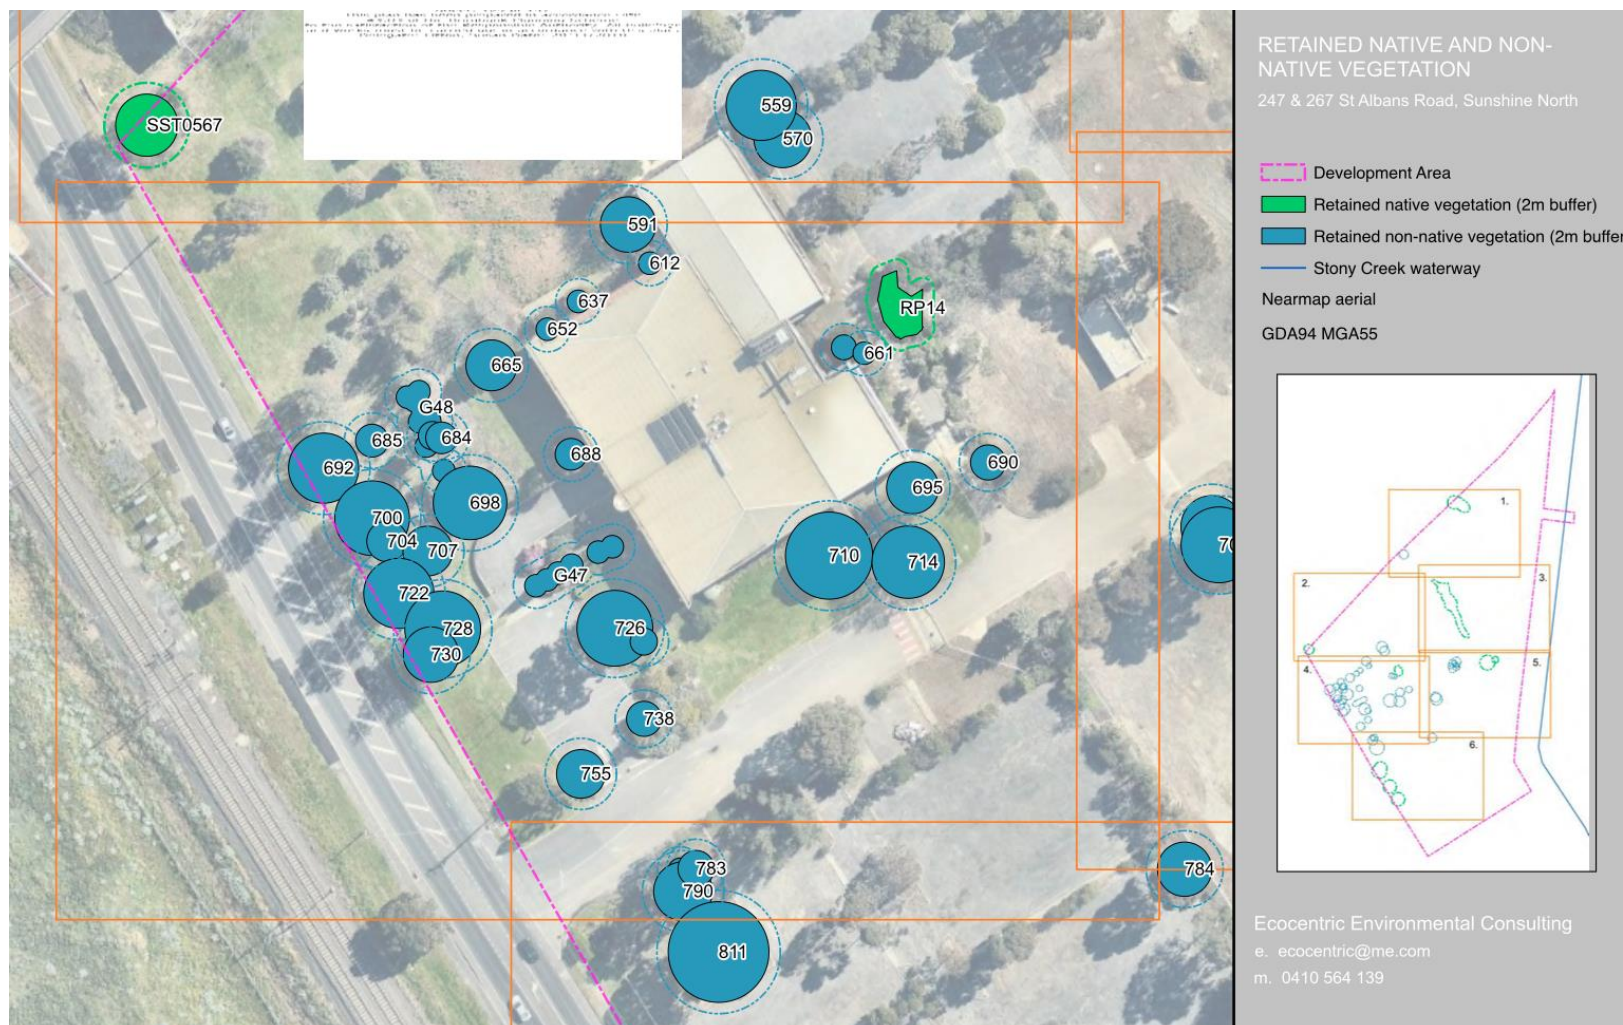 RETAINED NATIVE AND NON-
NATIVE VEGETATION
247 & 267 St Albans Road, Sunshine North
Development Area
Retained native vegetation (2m buffer)
Retained non-native vegetation (2m buffer
Stony Creek waterway
Nearmap aerial
GDA94 MGA55
1.
2.
3.
4.
5.
6.
Ecocentric Environmental Consulting
e. ecocentric@me.com
m. 0410 564 139
SST0567
559
570
591
612
637
RP14
652
661
665
G48
684
685
688
690
692
695
698
700
704
707
710
714
70
G47
722
726
728
730
738
755
783
784
790
811